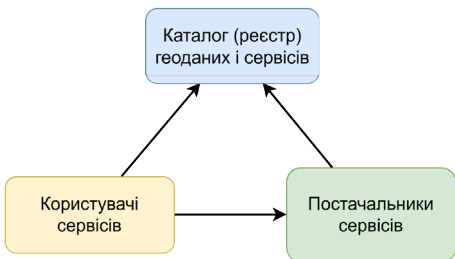 Каталог (реєстр)
геоданих і сервісів
Користувачі
сервісів
Постачальники
сервісів